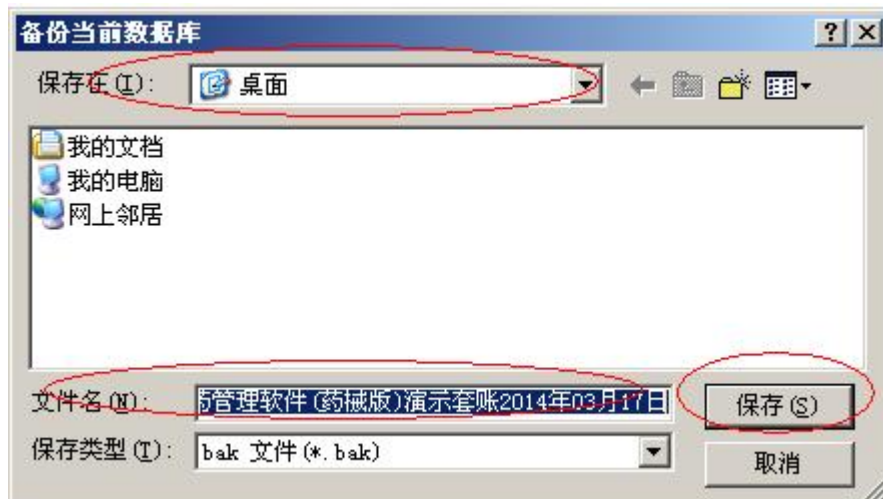 备份当前数据库
保存在(I):
桌面
我的文档
我的电脑
网上邻居
文件名(N):
管理软件(药械版)演示套账2014年03月17日
保存(S)
保存类型(T):
bak 文件(*.bak)
取消